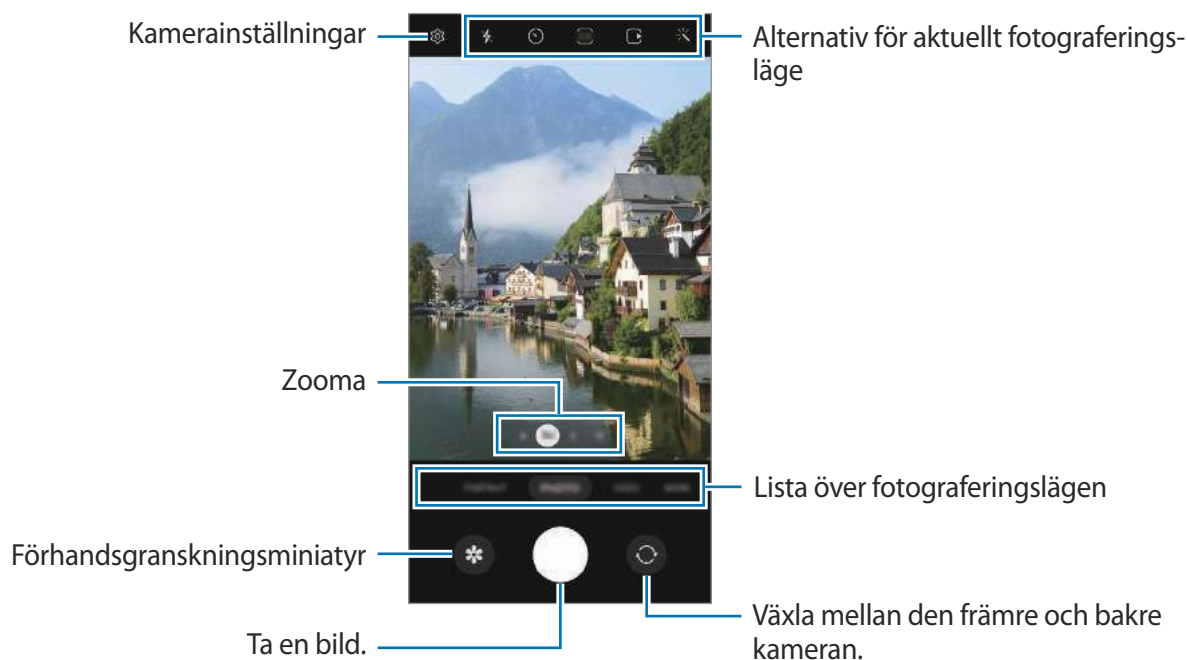 Kamerainställningar
Alternativ för aktuellt fotograferings-
läge
Zooma
Lista över fotograferingslägen
Förhandsgranskningsminiatyr
Växla mellan den främre och bakre
kameran.
Ta en bild.